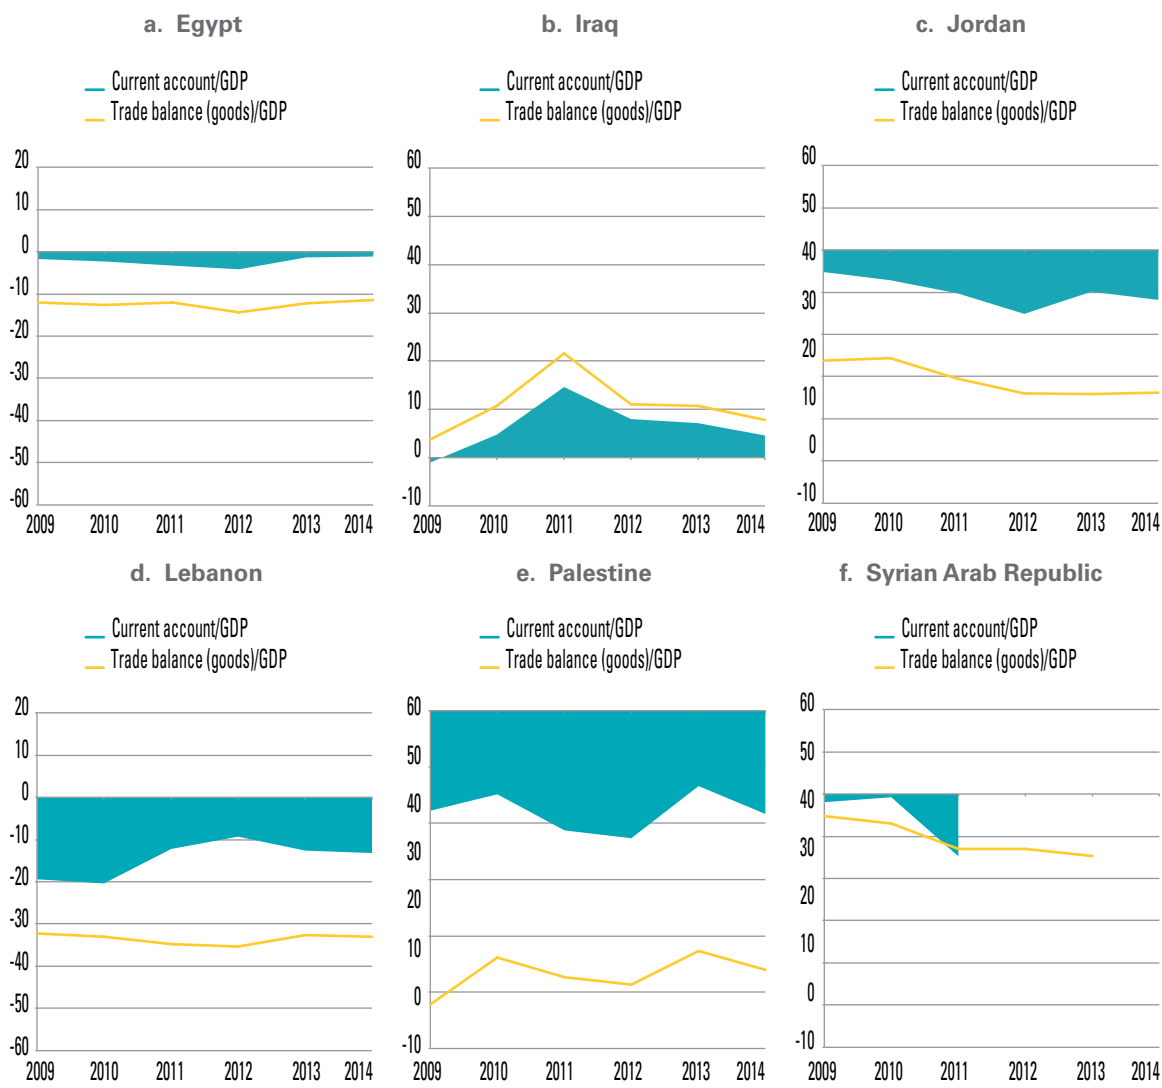 a. Egypt
Current account/GDP
Trade balance (goods)/GDP
20
10
0
-10
-20
-30
-40
-50
-60
2009 2010 2011 2012 2013 2014
b. Iraq
Current account/GDP
Trade balance (goods)/GDP
60
50
40
30
20
10
0
-10
2009 2010 2011 2012 2013 2014
c. Jordan
Current account/GDP
Trade balance (goods)/GDP
60
50
40
30
20
10
0
-10
2009 2010 2011 2012 2013 2014
d. Lebanon
Current account/GDP
Trade balance (goods)/GDP
20
10
0
-10
-20
-30
-40
-50
-60
2009 2010 2011 2012 2013 2014
e. Palestine
Current account/GDP
Trade balance (goods)/GDP
60
50
40
30
20
10
0
-10
2009 2010 2011 2012 2013 2014
f. Syrian Arab Republic
Current account/GDP
Trade balance (goods)/GDP
60
50
40
30
20
10
0
-10
2009 2010 2011 2012 2013 2014